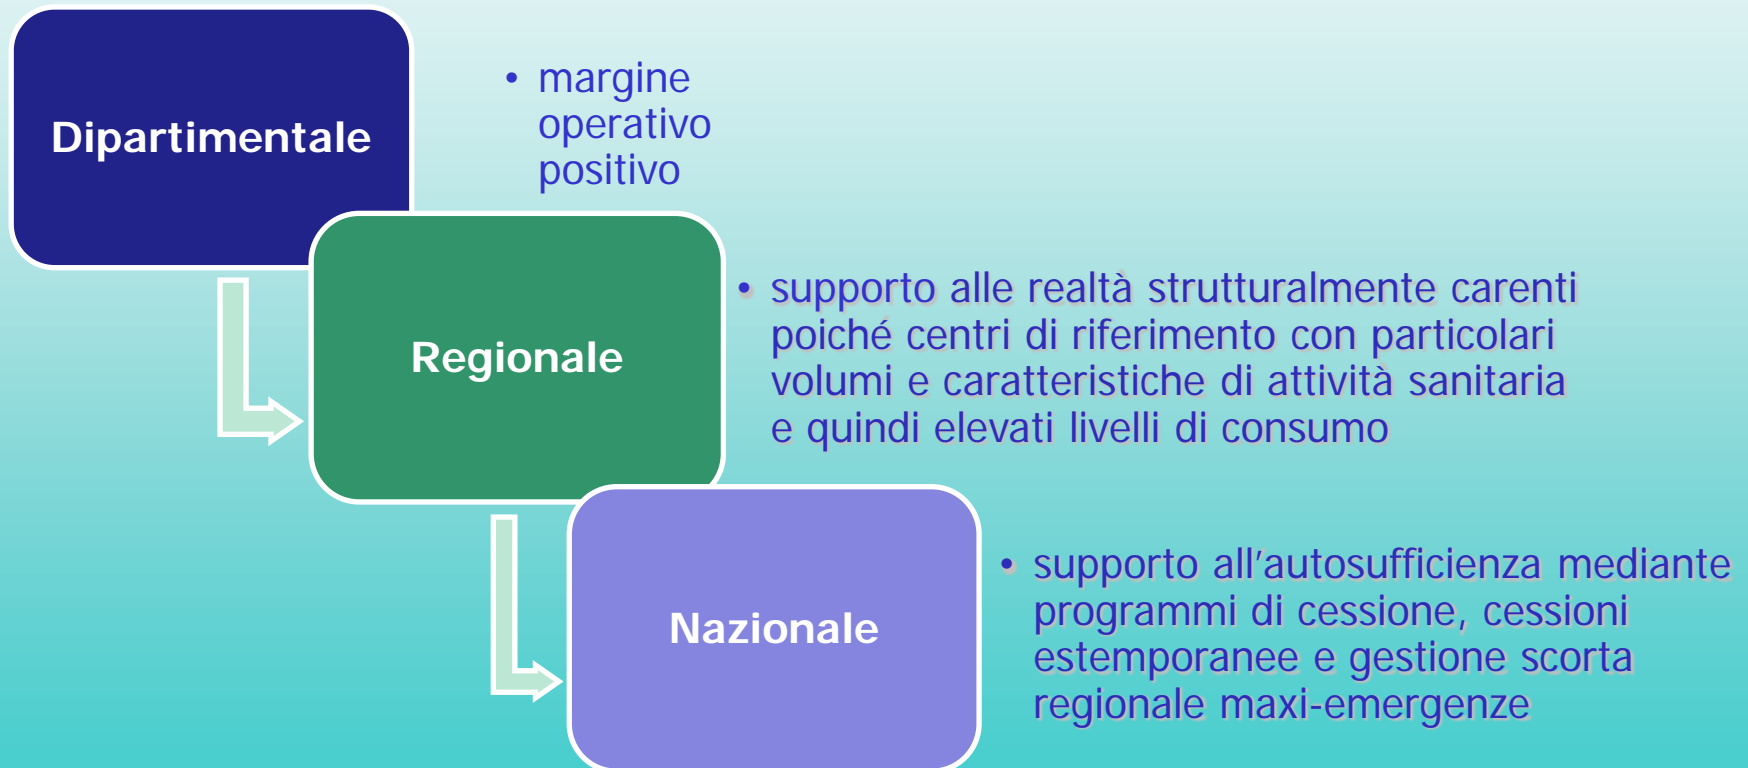 Dipartimentale
• margine
operativo
positivo
Regionale
• supporto alle realtà strutturalmente carenti
poiché centri di riferimento con particolari
volumi e caratteristiche di attività sanitaria
e quindi elevati livelli di consumo
Nazionale
• supporto all’autosufficienza mediante
programmi di cessione, cessioni
estemporanee e gestione scorta
regionale maxi-emergenze